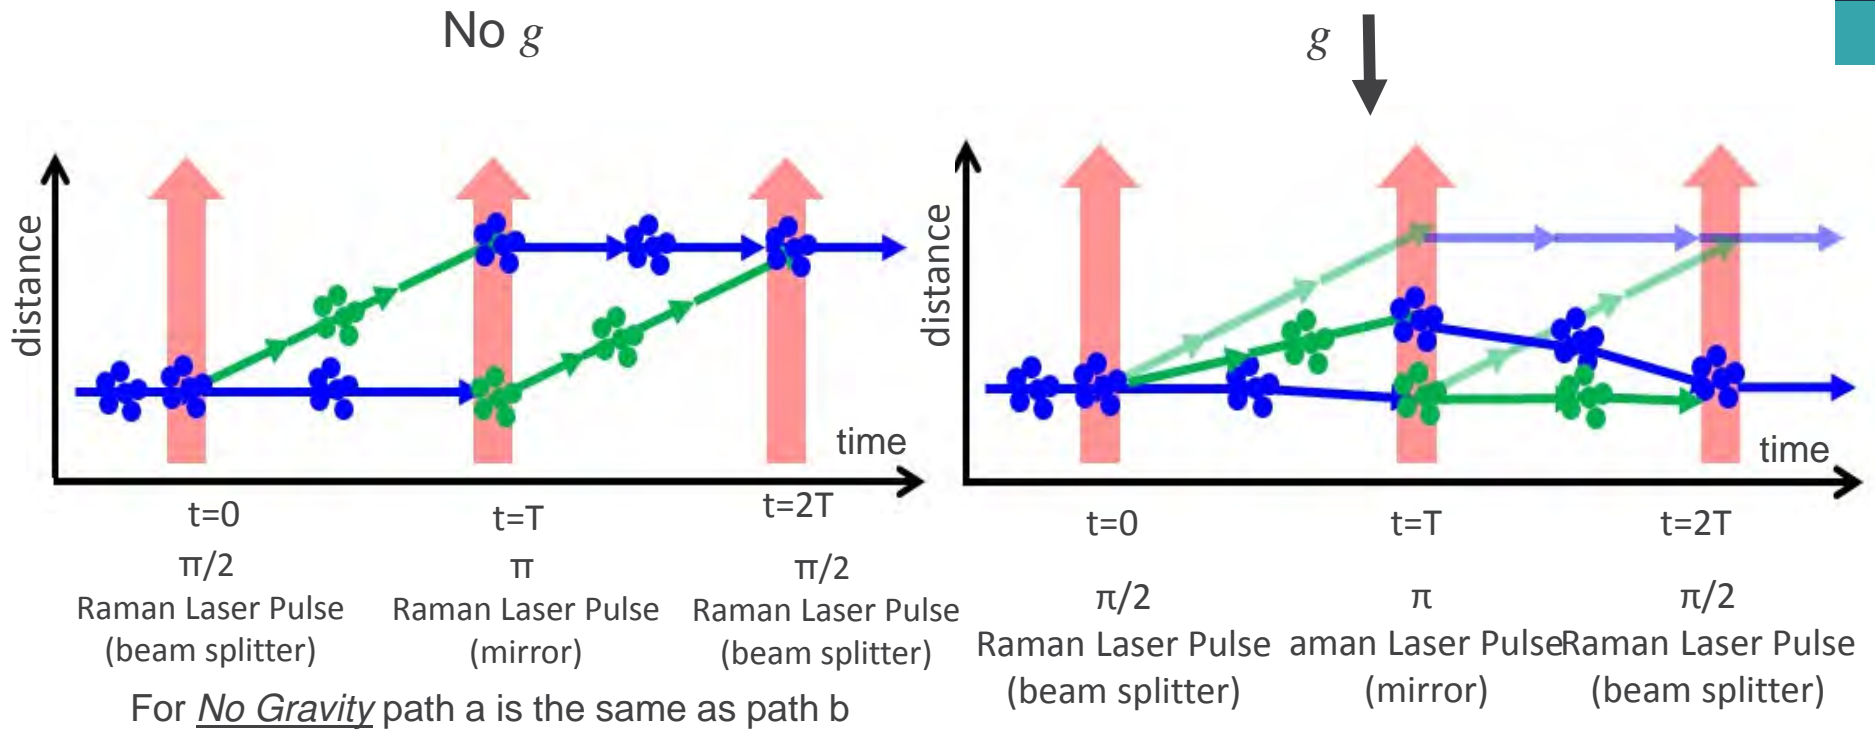 No g
distance
time
t=0
t=T
t=2T
π/2
Raman Laser Pulse
(beam splitter)
π
Raman Laser Pulse
(mirror)
π/2
Raman Laser Pulse
(beam splitter)
For No Gravity path a is the same as path b
g
distance
time
t=0
t=T
t=2T
π/2
Raman Laser Pulse
(beam splitter)
π
aman Laser Pulse
(mirror)
π/2
Raman Laser Pulse
(beam splitter)